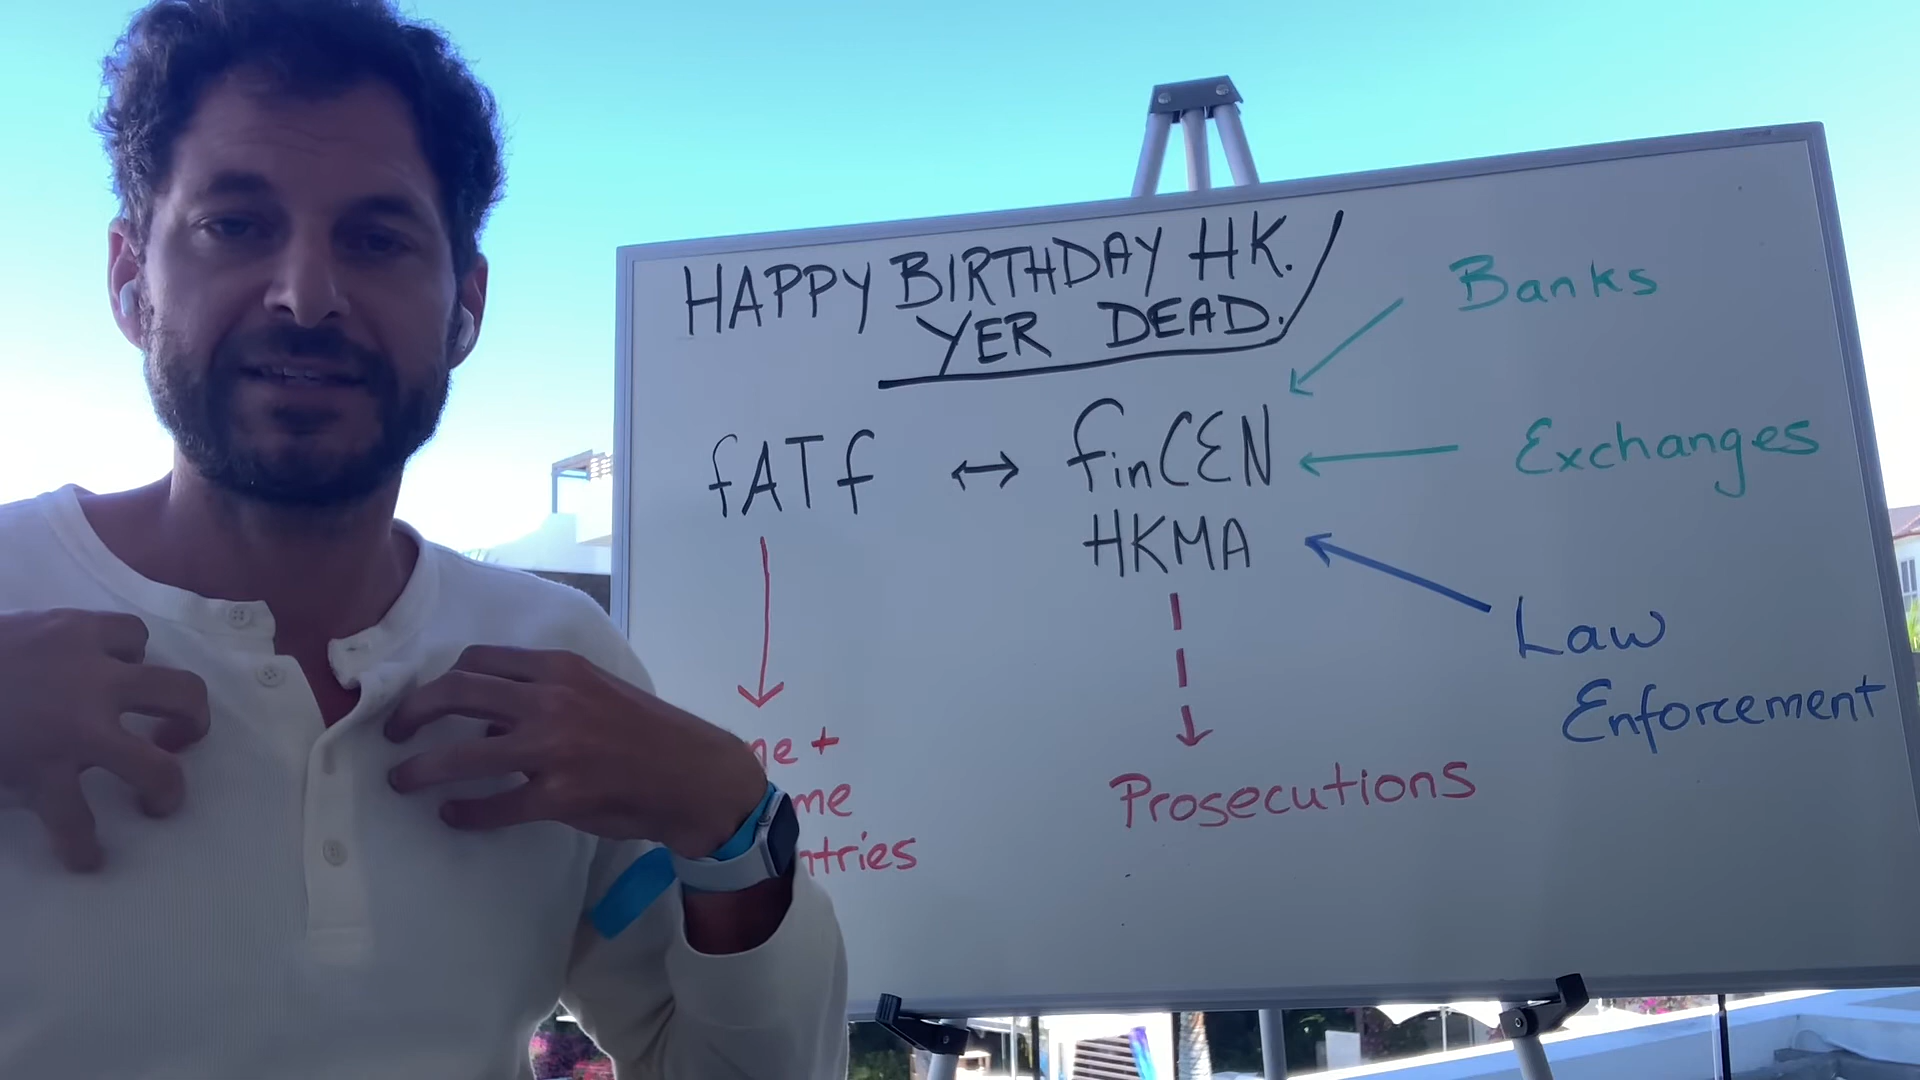 HAPPY BIRTHDAY HK.
YER DEAD.
Banks
fATf ↔ finCEN
Exchanges
HKMA
Law
Enforcement
Prosecutions